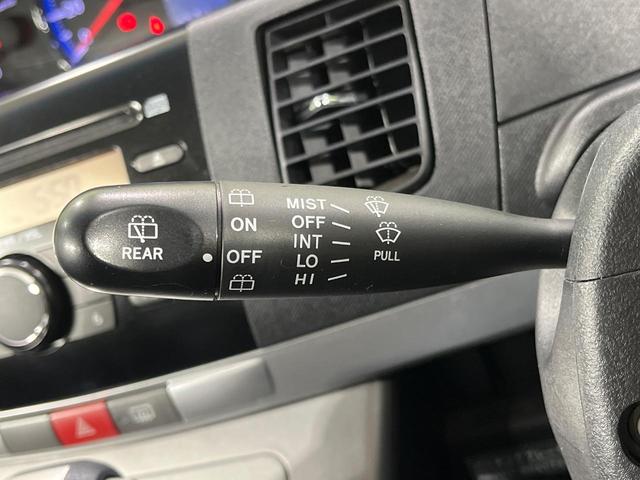 REAR
ON
OFF
MIST
OFF
INT
LO
HI
PULL